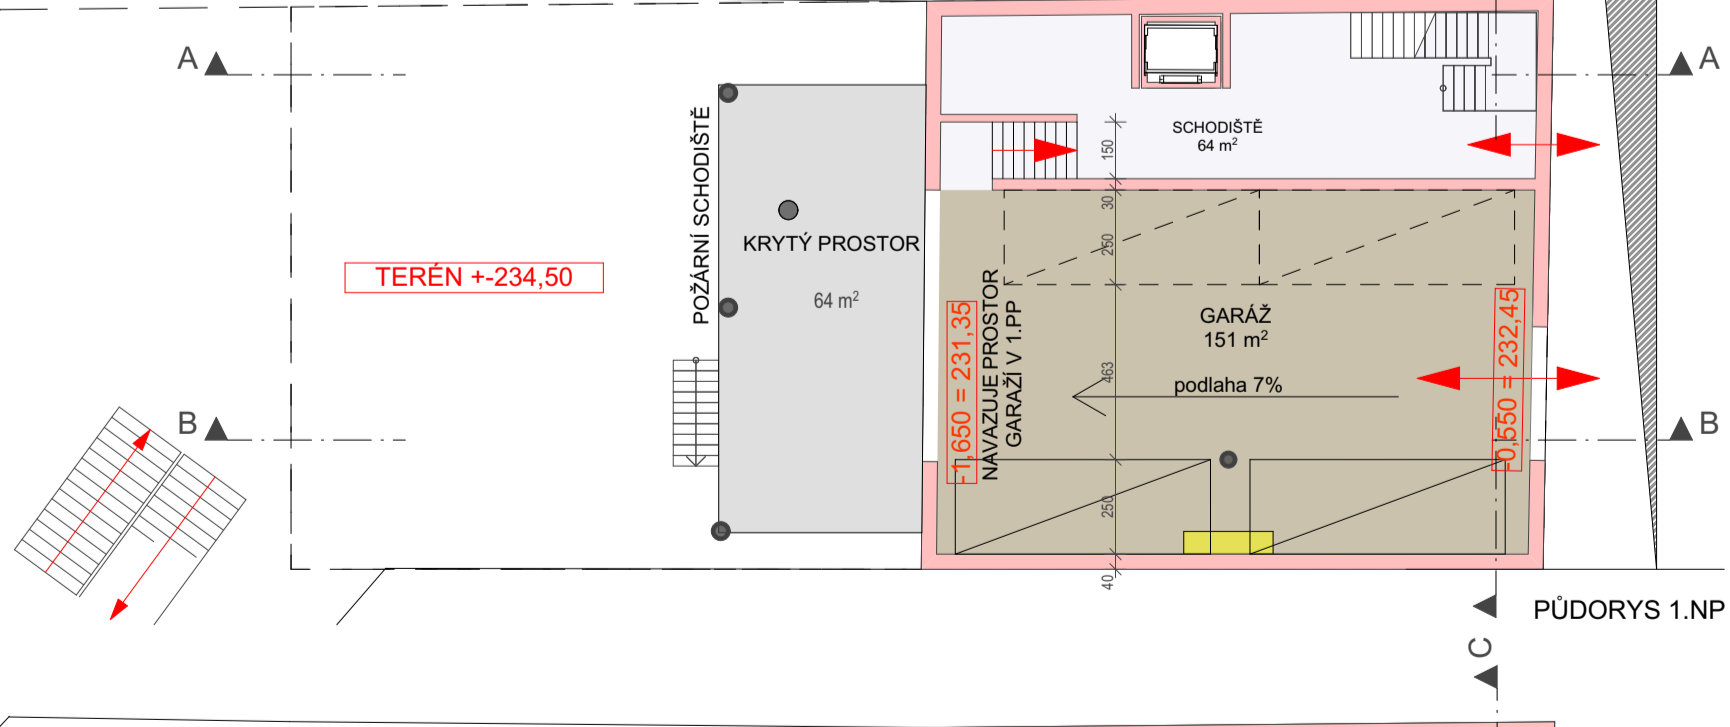 A
A
POŽÁRNÍ SCHODIŠTĚ
SCHODIŠTĚ
64 m²
150
30
250
KRYTÝ PROSTOR
64 m²
TERÉN +-234,50
-1,650 = 231,35
NAVAZUJE PROSTOR
GARAŽÍ V 1.PP
GARÁŽ
151 m²
podlaha 7%
463
-0,550 = 232,45
B
B
250
40
PŮDORYS 1.NP
C